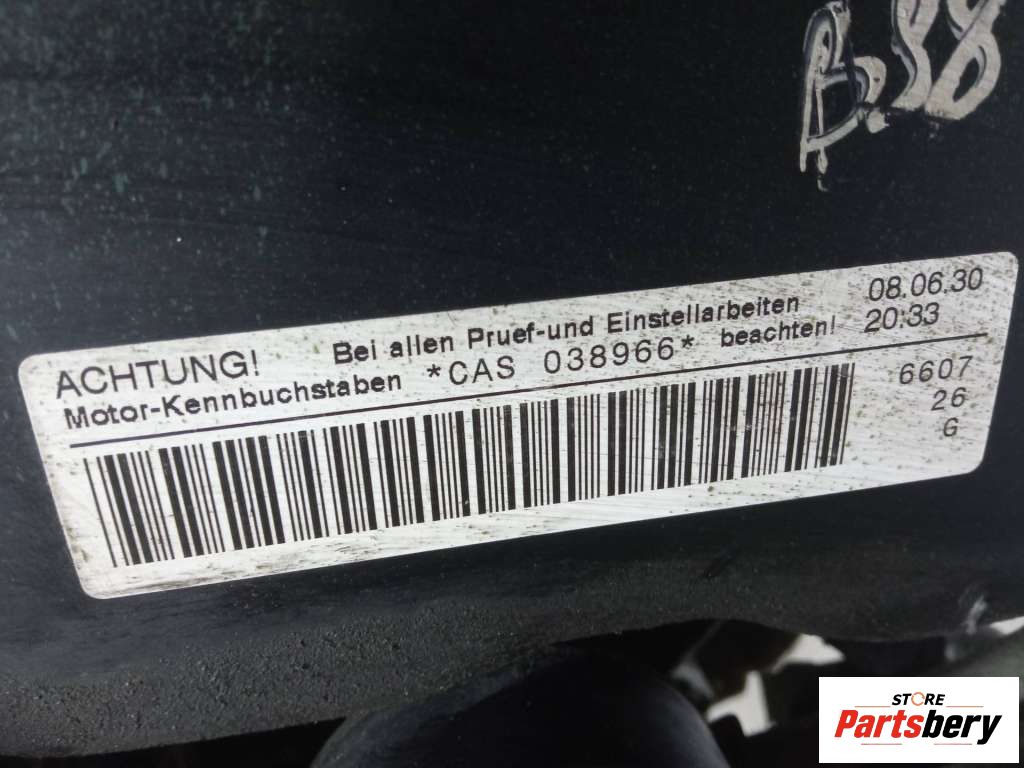 B.38
ACHTUNG! Bei allen Pruef-und Einstellarbeiten 08.06.30
Motor-Kennbuchstaben *CAS 038966* beachten! 20:33
6607
26
G
STORE
Partsbery